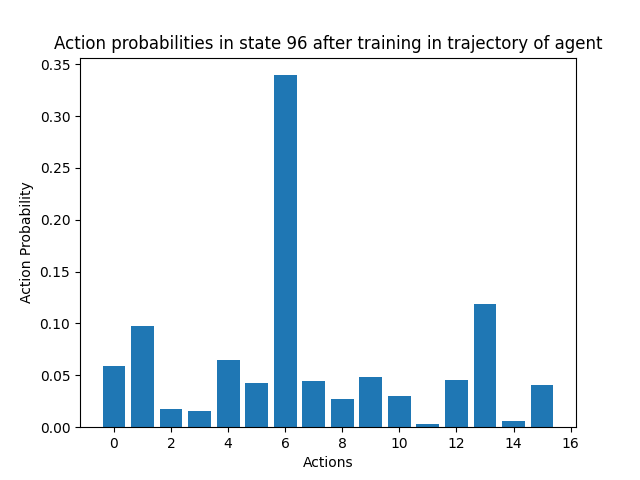 Action probabilities in state 96 after training in trajectory of agent
0.35
0.30
0.25
0.20
0.15
0.10
0.05
0.00
Action Probability
0 2 4 6 8 10 12 14 16
Actions